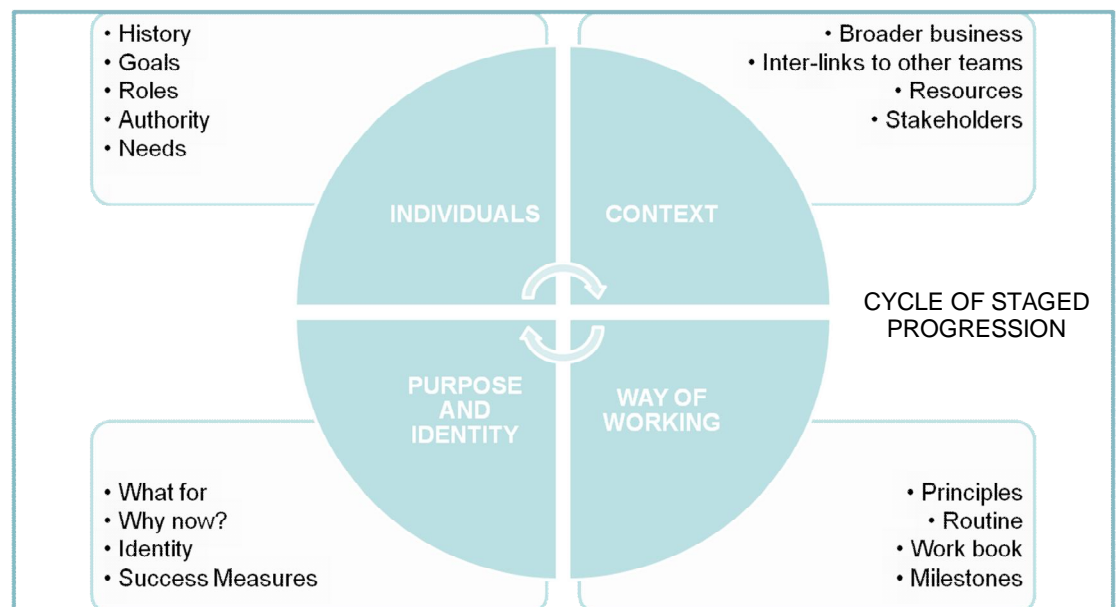 • History
• Goals
• Roles
• Authority
• Needs
• Broader business
• Inter-links to other teams
• Resources
• Stakeholders
INDIVIDUALS
CONTEXT
CYCLE OF STAGED
PROGRESSION
PURPOSE
AND
IDENTITY
WAY OF
WORKING
• What for
• Why now?
• Identity
• Success Measures
• Principles
• Routine
• Work book
• Milestones